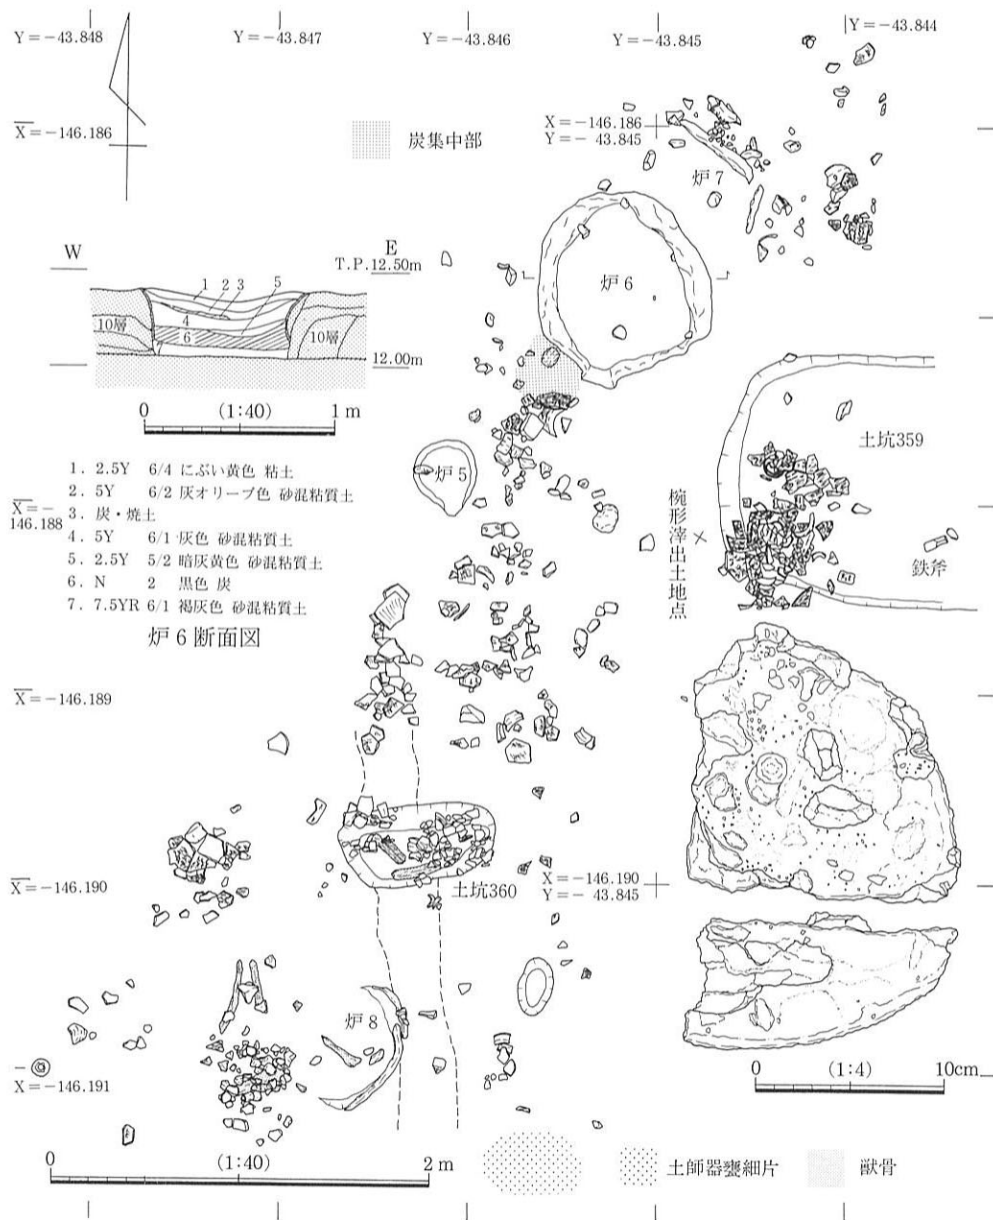 Y=-43.848
Y=-43.847
Y=-43.846
Y=-43.845
Y=-43.844
X=-146.186
炭集中部
X=-146.186
Y=- 43.845
炉7
W
E
T.P.12.50m
1
2
3
5
4
6
10層
10層
12.00m
炉6
0
(1:40)
1 m
1. 2.5Y 6/4 にぶい黄色 粘土
2. 5Y 6/2 灰オリーブ色 砂混粘質土
3. 炭・焼土
4. 5Y 6/1 灰色 砂混粘質土
5. 2.5Y 5/2 暗灰黄色 砂混粘質土
6. N 2 黒色 炭
7. 7.5YR 6/1 褐灰色 砂混粘質土
炉6断面図
X=-
146.188
炉5
土坑359
椀形滓出土地点
鉄斧
X=-146.189
X=-146.190
土坑360
X=-146.190
Y=- 43.845
炉8
X=-146.191
0
(1:4)
10cm
0
(1:40)
2 m
土師器甕細片
獣骨